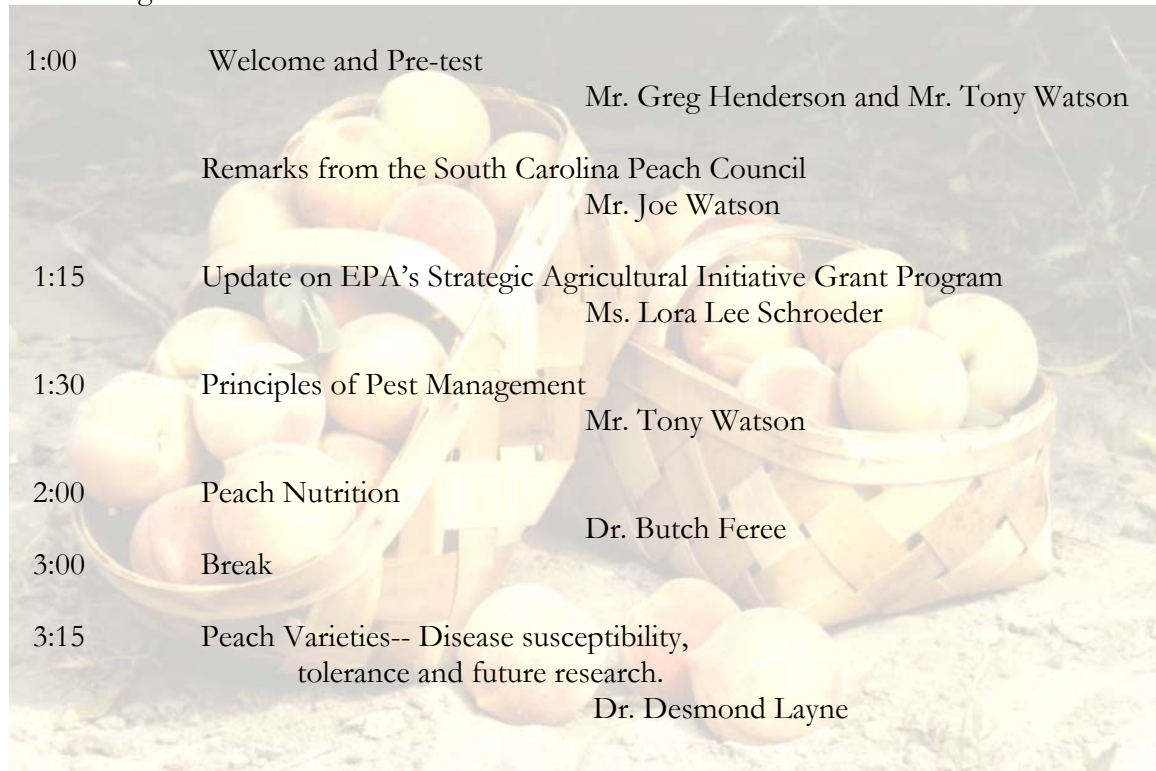 1:00 Welcome and Pre-test
Mr. Greg Henderson and Mr. Tony Watson
Remarks from the South Carolina Peach Council
Mr. Joe Watson
1:15 Update on EPA's Strategic Agricultural Initiative Grant Program
Ms. Lora Lee Schroeder
1:30 Principles of Pest Management
Mr. Tony Watson
2:00 Peach Nutrition
Dr. Butch Feree
3:00 Break
3:15 Peach Varieties-- Disease susceptibility,
tolerance and future research.
Dr. Desmond Layne